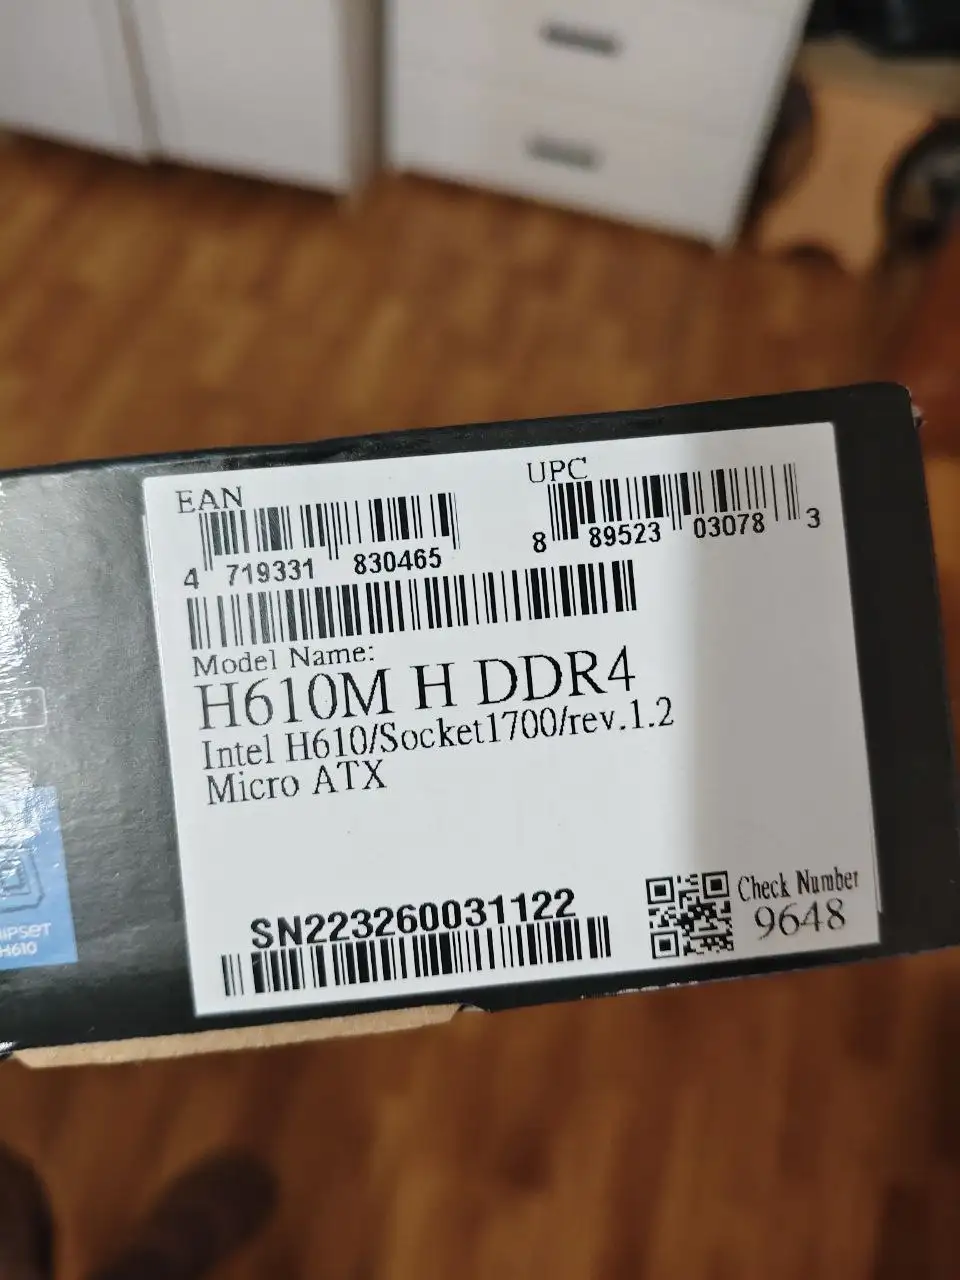 EAN
UPC
4 719331 830465
8 89523 03078 3
Model Name:
H610M H DDR4
Intel H610/Socket1700/rev.1.2
Micro ATX
SN223260031122
Check Number
9648
H610